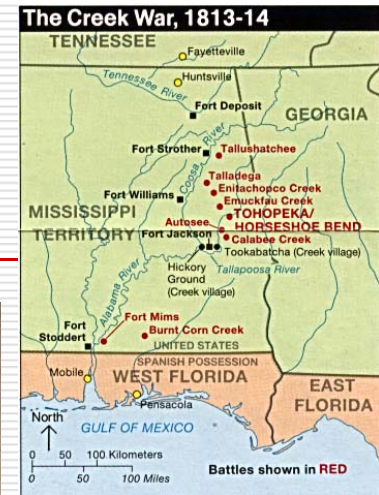 The Creek War, 1813-14
TENNESSEE
Fayetteville
Tennessee River
Huntsville
Fort Deposit
GEORGIA
Fort Strother
Coosa River
Tallushatchee
Talladega
Enitachopco Creek
Fort Williams
Emuckfau Creek
MISSISSIPPI
TERRITORY
TOHOPEKA/
HORSESHOE BEND
Autosee
Fort Jackson
Calabee Creek
Tookabatcha (Creek village)
Hickory
Ground
(Creek village)
Tallapoosa River
Alabama River
Fort Mims
Fort
Stoddert
Burnt Corn Creek
UNITED STATES
SPANISH POSSESSION
Mobile
WEST FLORIDA
EAST
FLORIDA
Pensacola
North
GULF OF MEXICO
0 50 100 Kilometers
0 50 100 Miles
Battles shown in RED